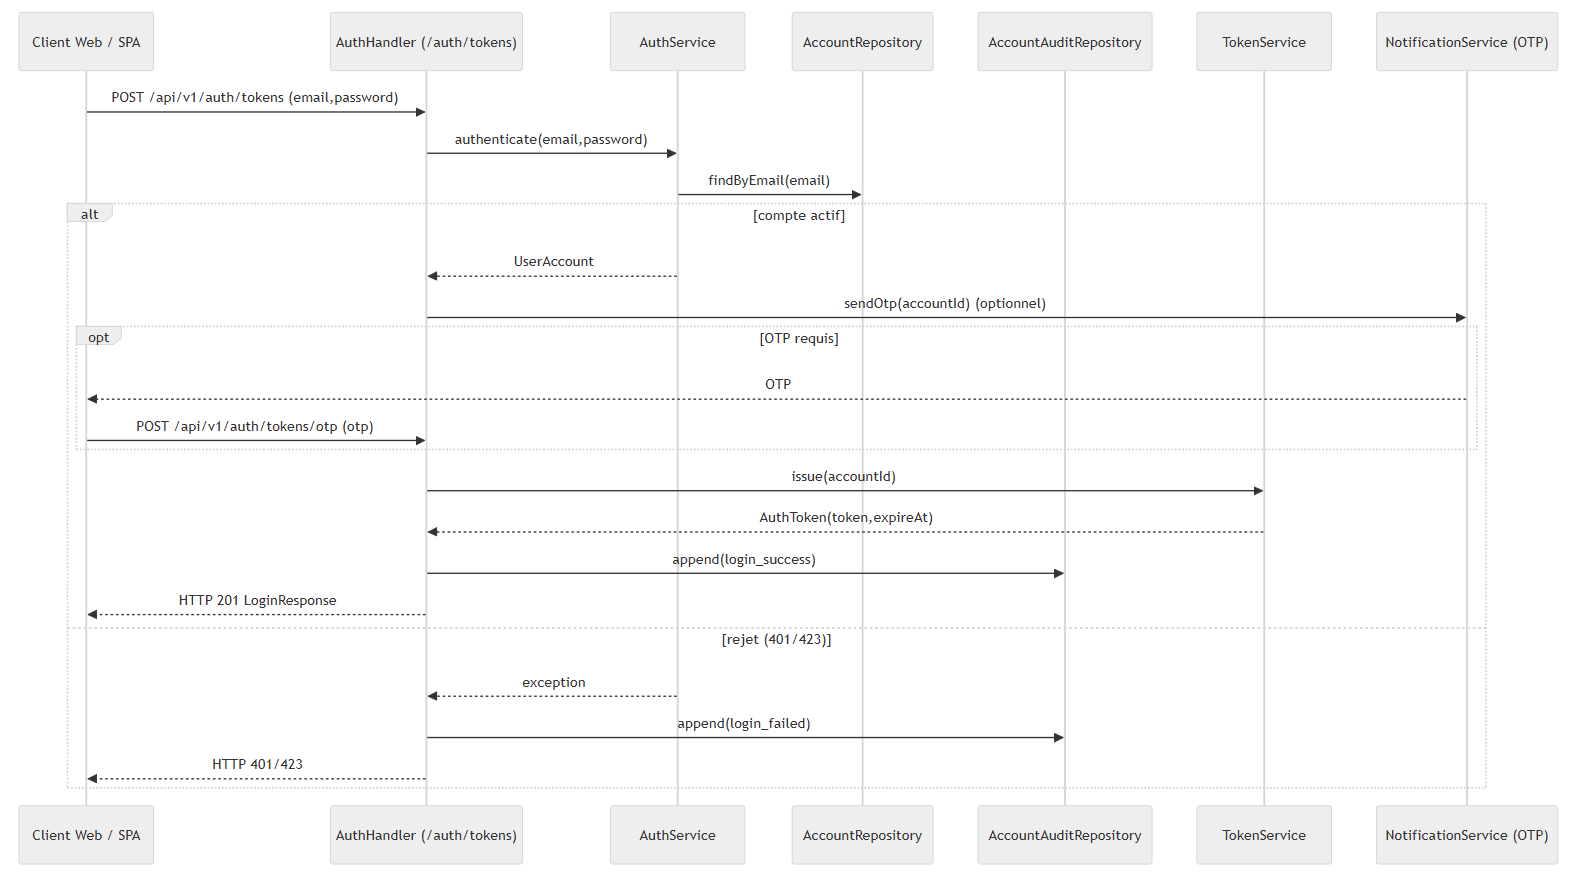 Client Web / SPA
AuthHandler (/auth/tokens)
AuthService
AccountRepository
AccountAuditRepository
TokenService
NotificationService (OTP)
POST /api/v1/auth/tokens (email,password)
authenticate(email,password)
findByEmail(email)
alt
[compte actif]
UserAccount
sendOtp(accountId) (optionnel)
opt
[OTP requis]
OTP
POST /api/v1/auth/tokens/otp (otp)
issue(accountId)
AuthToken(token,expireAt)
append(login_success)
HTTP 201 LoginResponse
[rejet (401/423)]
exception
append(login_failed)
HTTP 401/423
Client Web / SPA
AuthHandler (/auth/tokens)
AuthService
AccountRepository
AccountAuditRepository
TokenService
NotificationService (OTP)